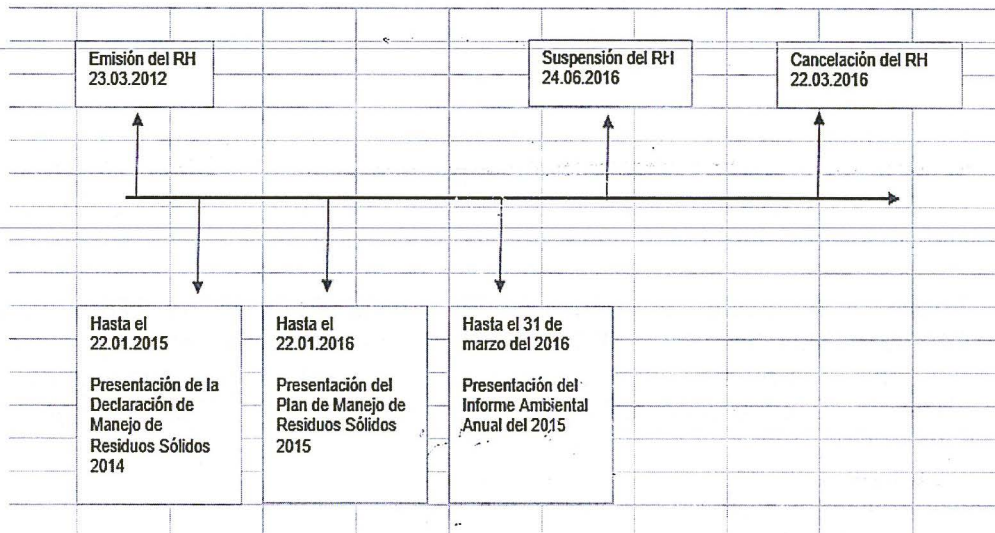 Emisión del RH
23.03.2012
Suspensión del RH
24.06.2016
Cancelación del RH
22.03.2016
Hasta el
22.01.2015
Presentación de la
Declaración de
Manejo de
Residuos Sólidos
2014
Hasta el
22.01.2016
Presentación del
Plan de Manejo de
Residuos Sólidos
2015
Hasta el 31 de
marzo del 2016
Presentación del
Informe Ambiental
Anual del 2015